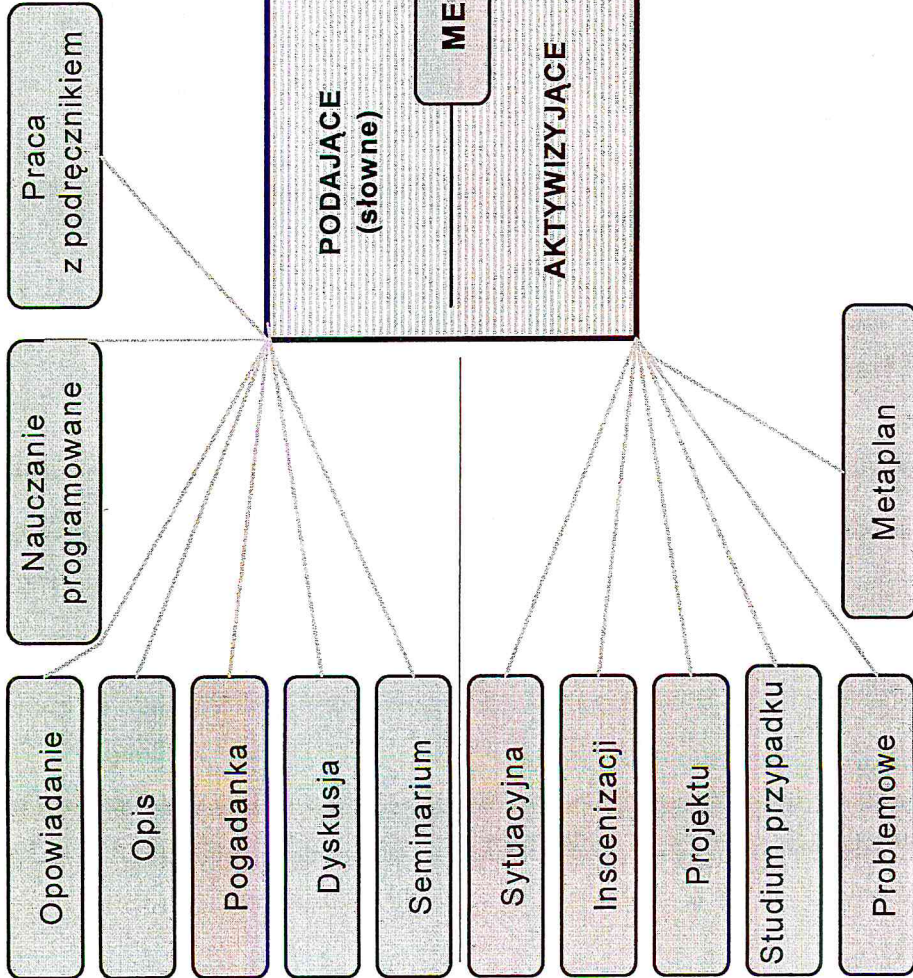 Opowiadanie
Opis
Pogadanka
Dyskusja
Seminarium
Sytuacyjna
Inscenizacji
Projektu
Studium przypadku
Problemowe
Nauczanie
programowane
Metaplan
Praca
z podręcznikiem
PODAJĄCE
(słowne)
AKTYWIZYJĄCE
ME